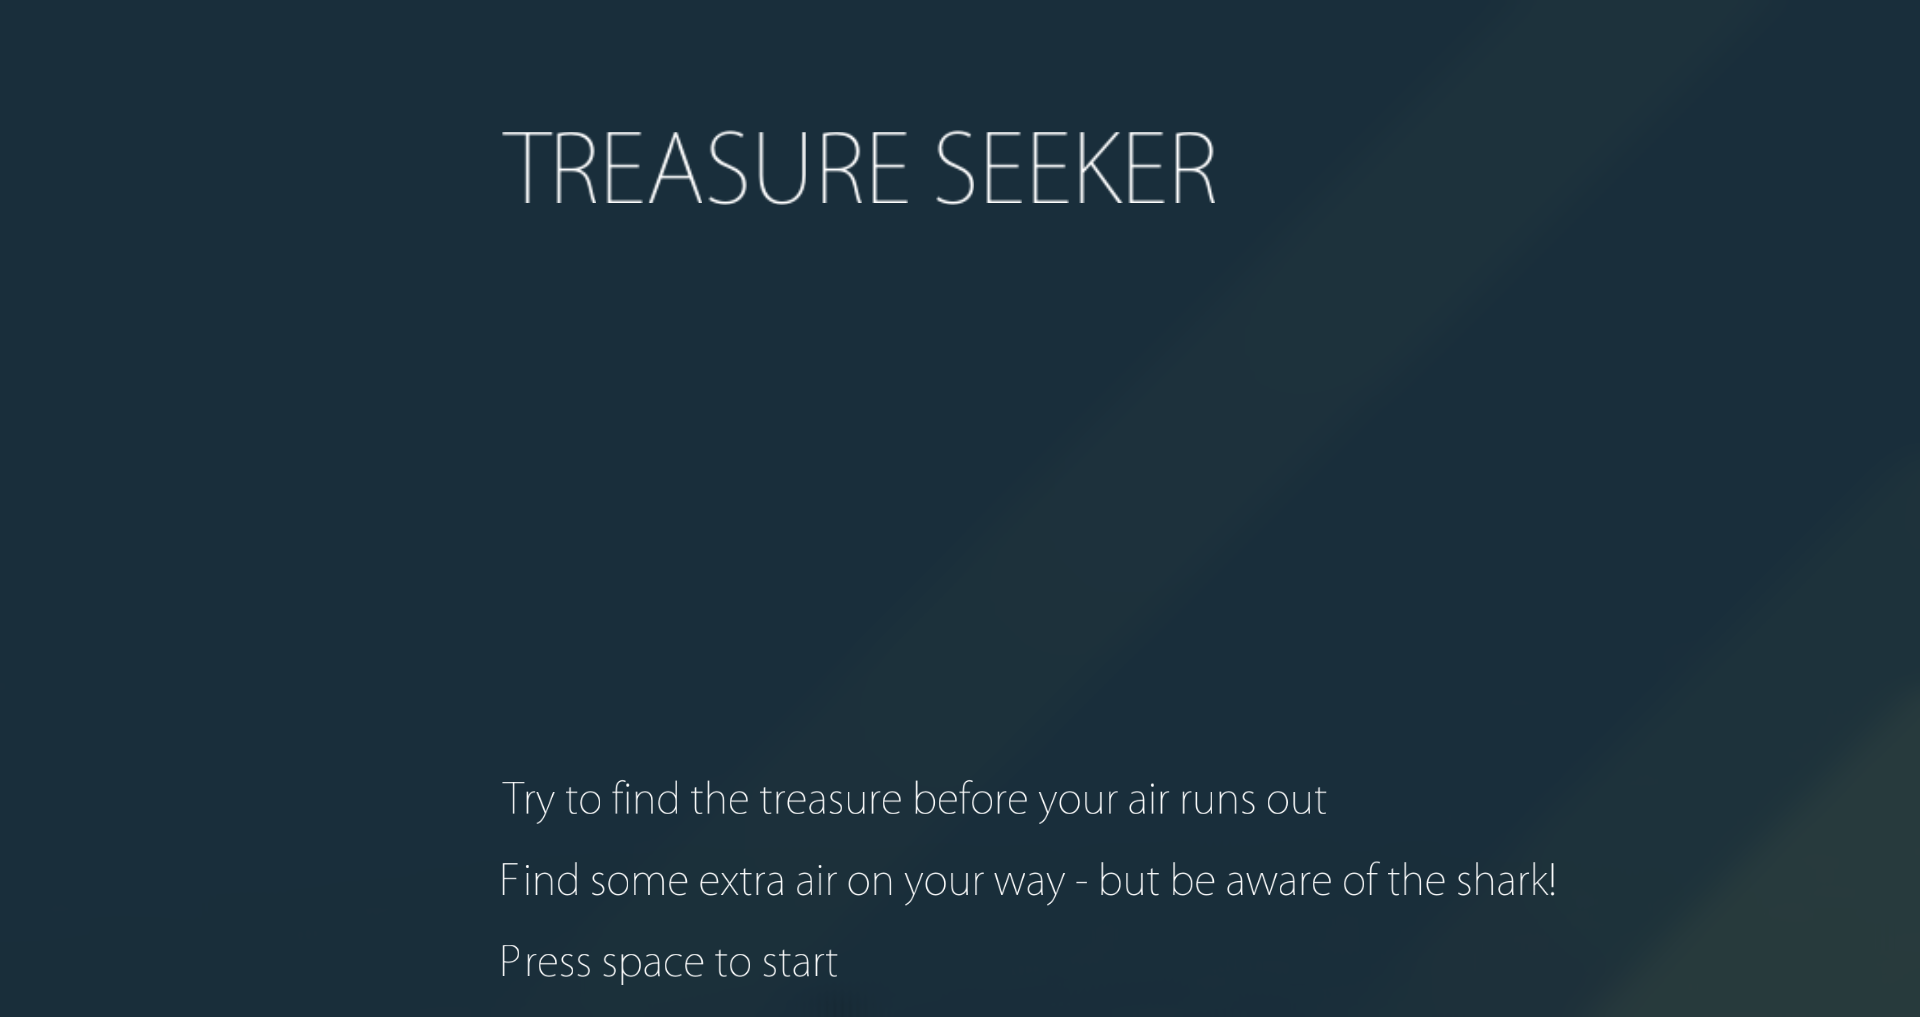 TREASURE SEEKER
Try to find the treasure before your air runs out
Find some extra air on your way - but be aware of the shark!
Press space to start